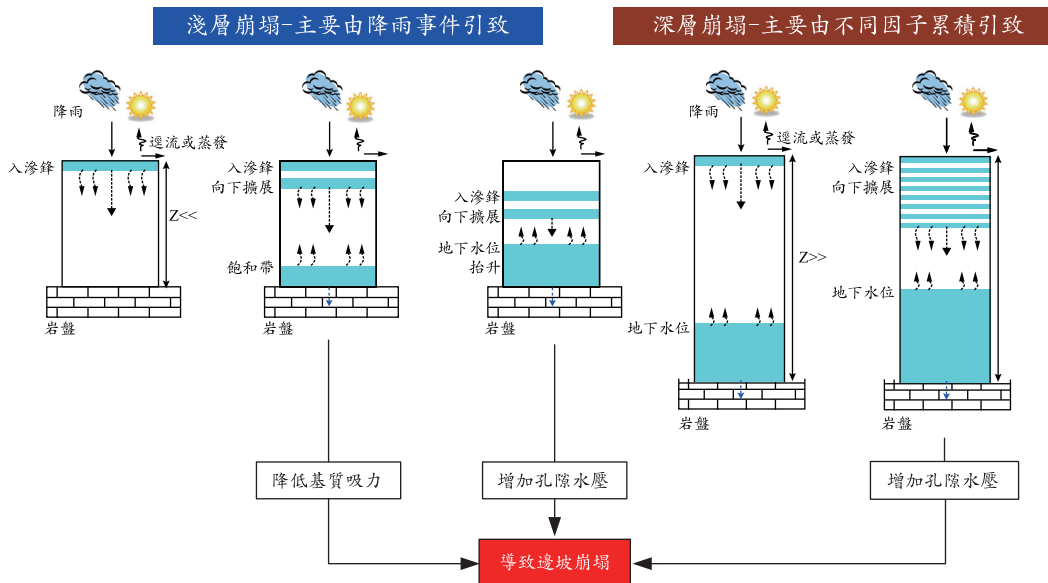 淺層崩塌-主要由降雨事件引致
深層崩塌-主要由不同因子累積引致
降雨
逕流或蒸發
入滲鋒
Z<<
岩盤
入滲鋒
向下擴展
飽和帶
岩盤
入滲鋒
向下擴展
地下水位
抬升
降雨
逕流或蒸發
入滲鋒
Z>>
地下水位
岩盤
入滲鋒
向下擴展
地下水位
岩盤
降低基質吸力
增加孔隙水壓
增加孔隙水壓
導致邊坡崩塌